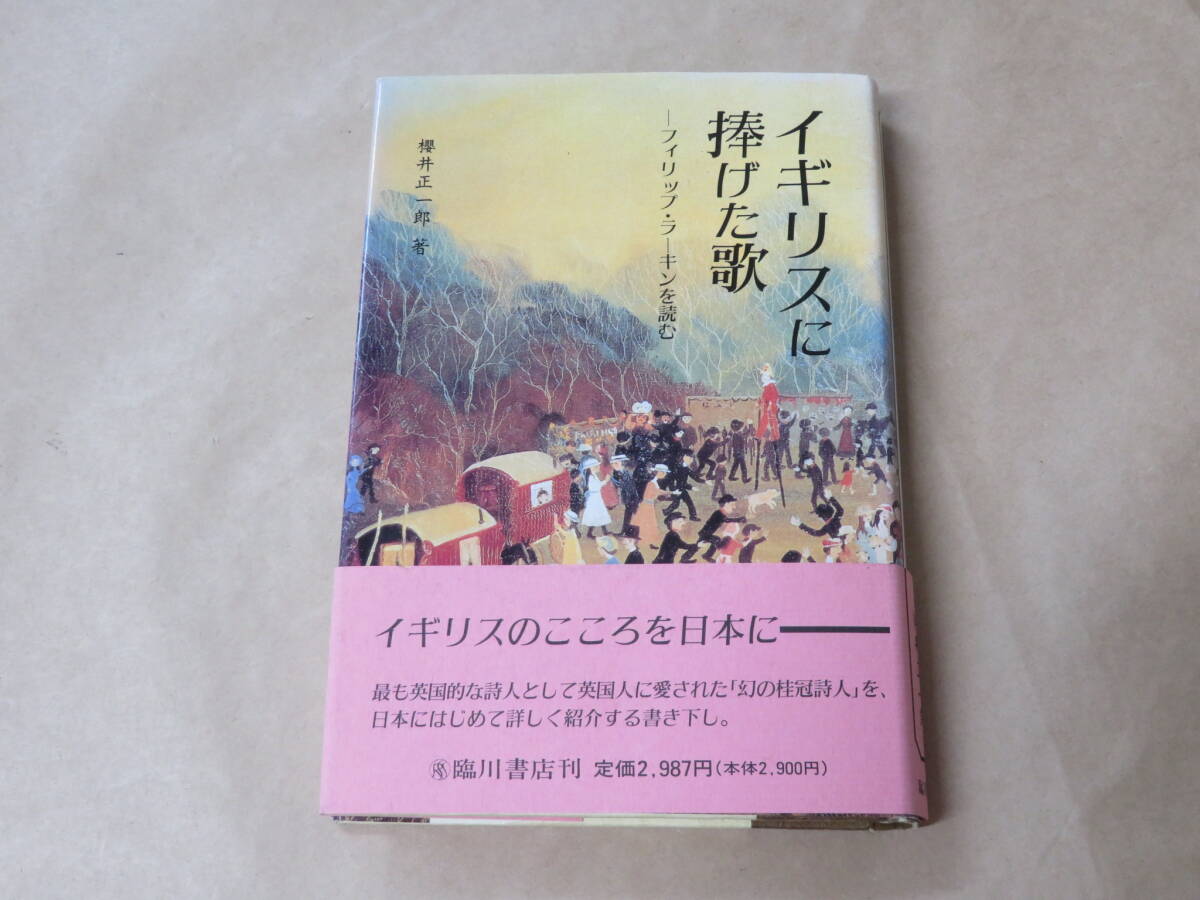 イギリスに
捧げた歌
―フィリップ・ラーキンを読む
櫻井正一郎 著
イギリスのこころを日本に――
最も英国的な詩人として英国人に愛された「幻の桂冠詩人」を、
日本にはじめて詳しく紹介する書き下し。
臨川書店刊 定価2,987円(本体2,900円)